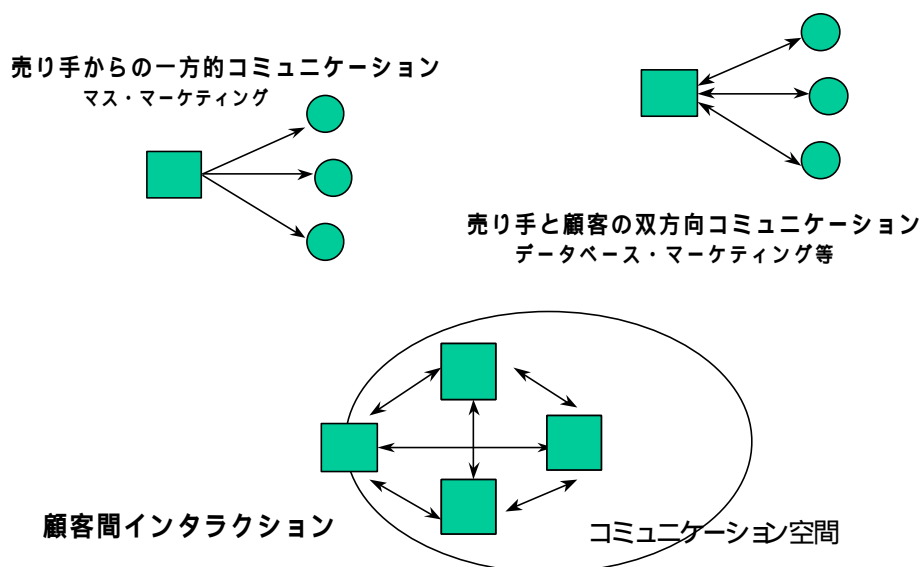 売り手からの一方的コミュニケーション
マス・マーケティング
売り手と顧客の双方向コミュニケーション
データベース・マーケティング等
顧客間インタラクション
コミュニケーション空間